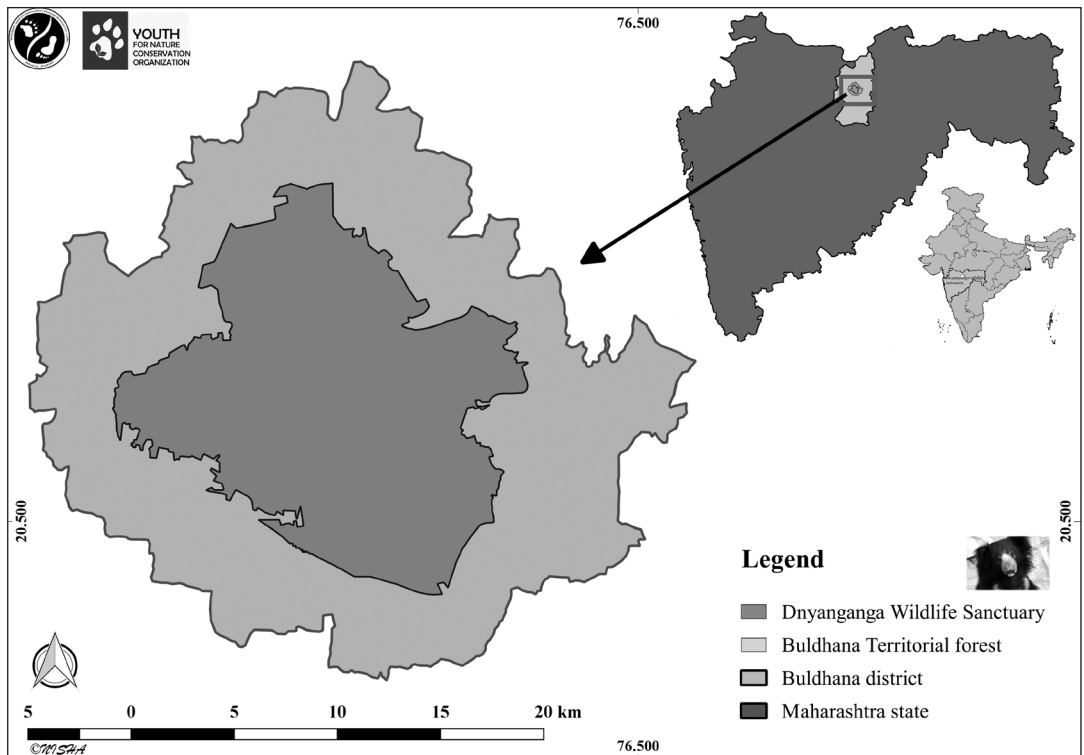 YOUTH
FOR NATURE
CONSERVATION
ORGANIZATION
76.500
20.500
20.500
Legend
Dnyanganga Wildlife Sanctuary
Buldhana Territorial forest
Buldhana district
Maharashtra state
5 0 5 10 15 20 km
©NISHA
76.500